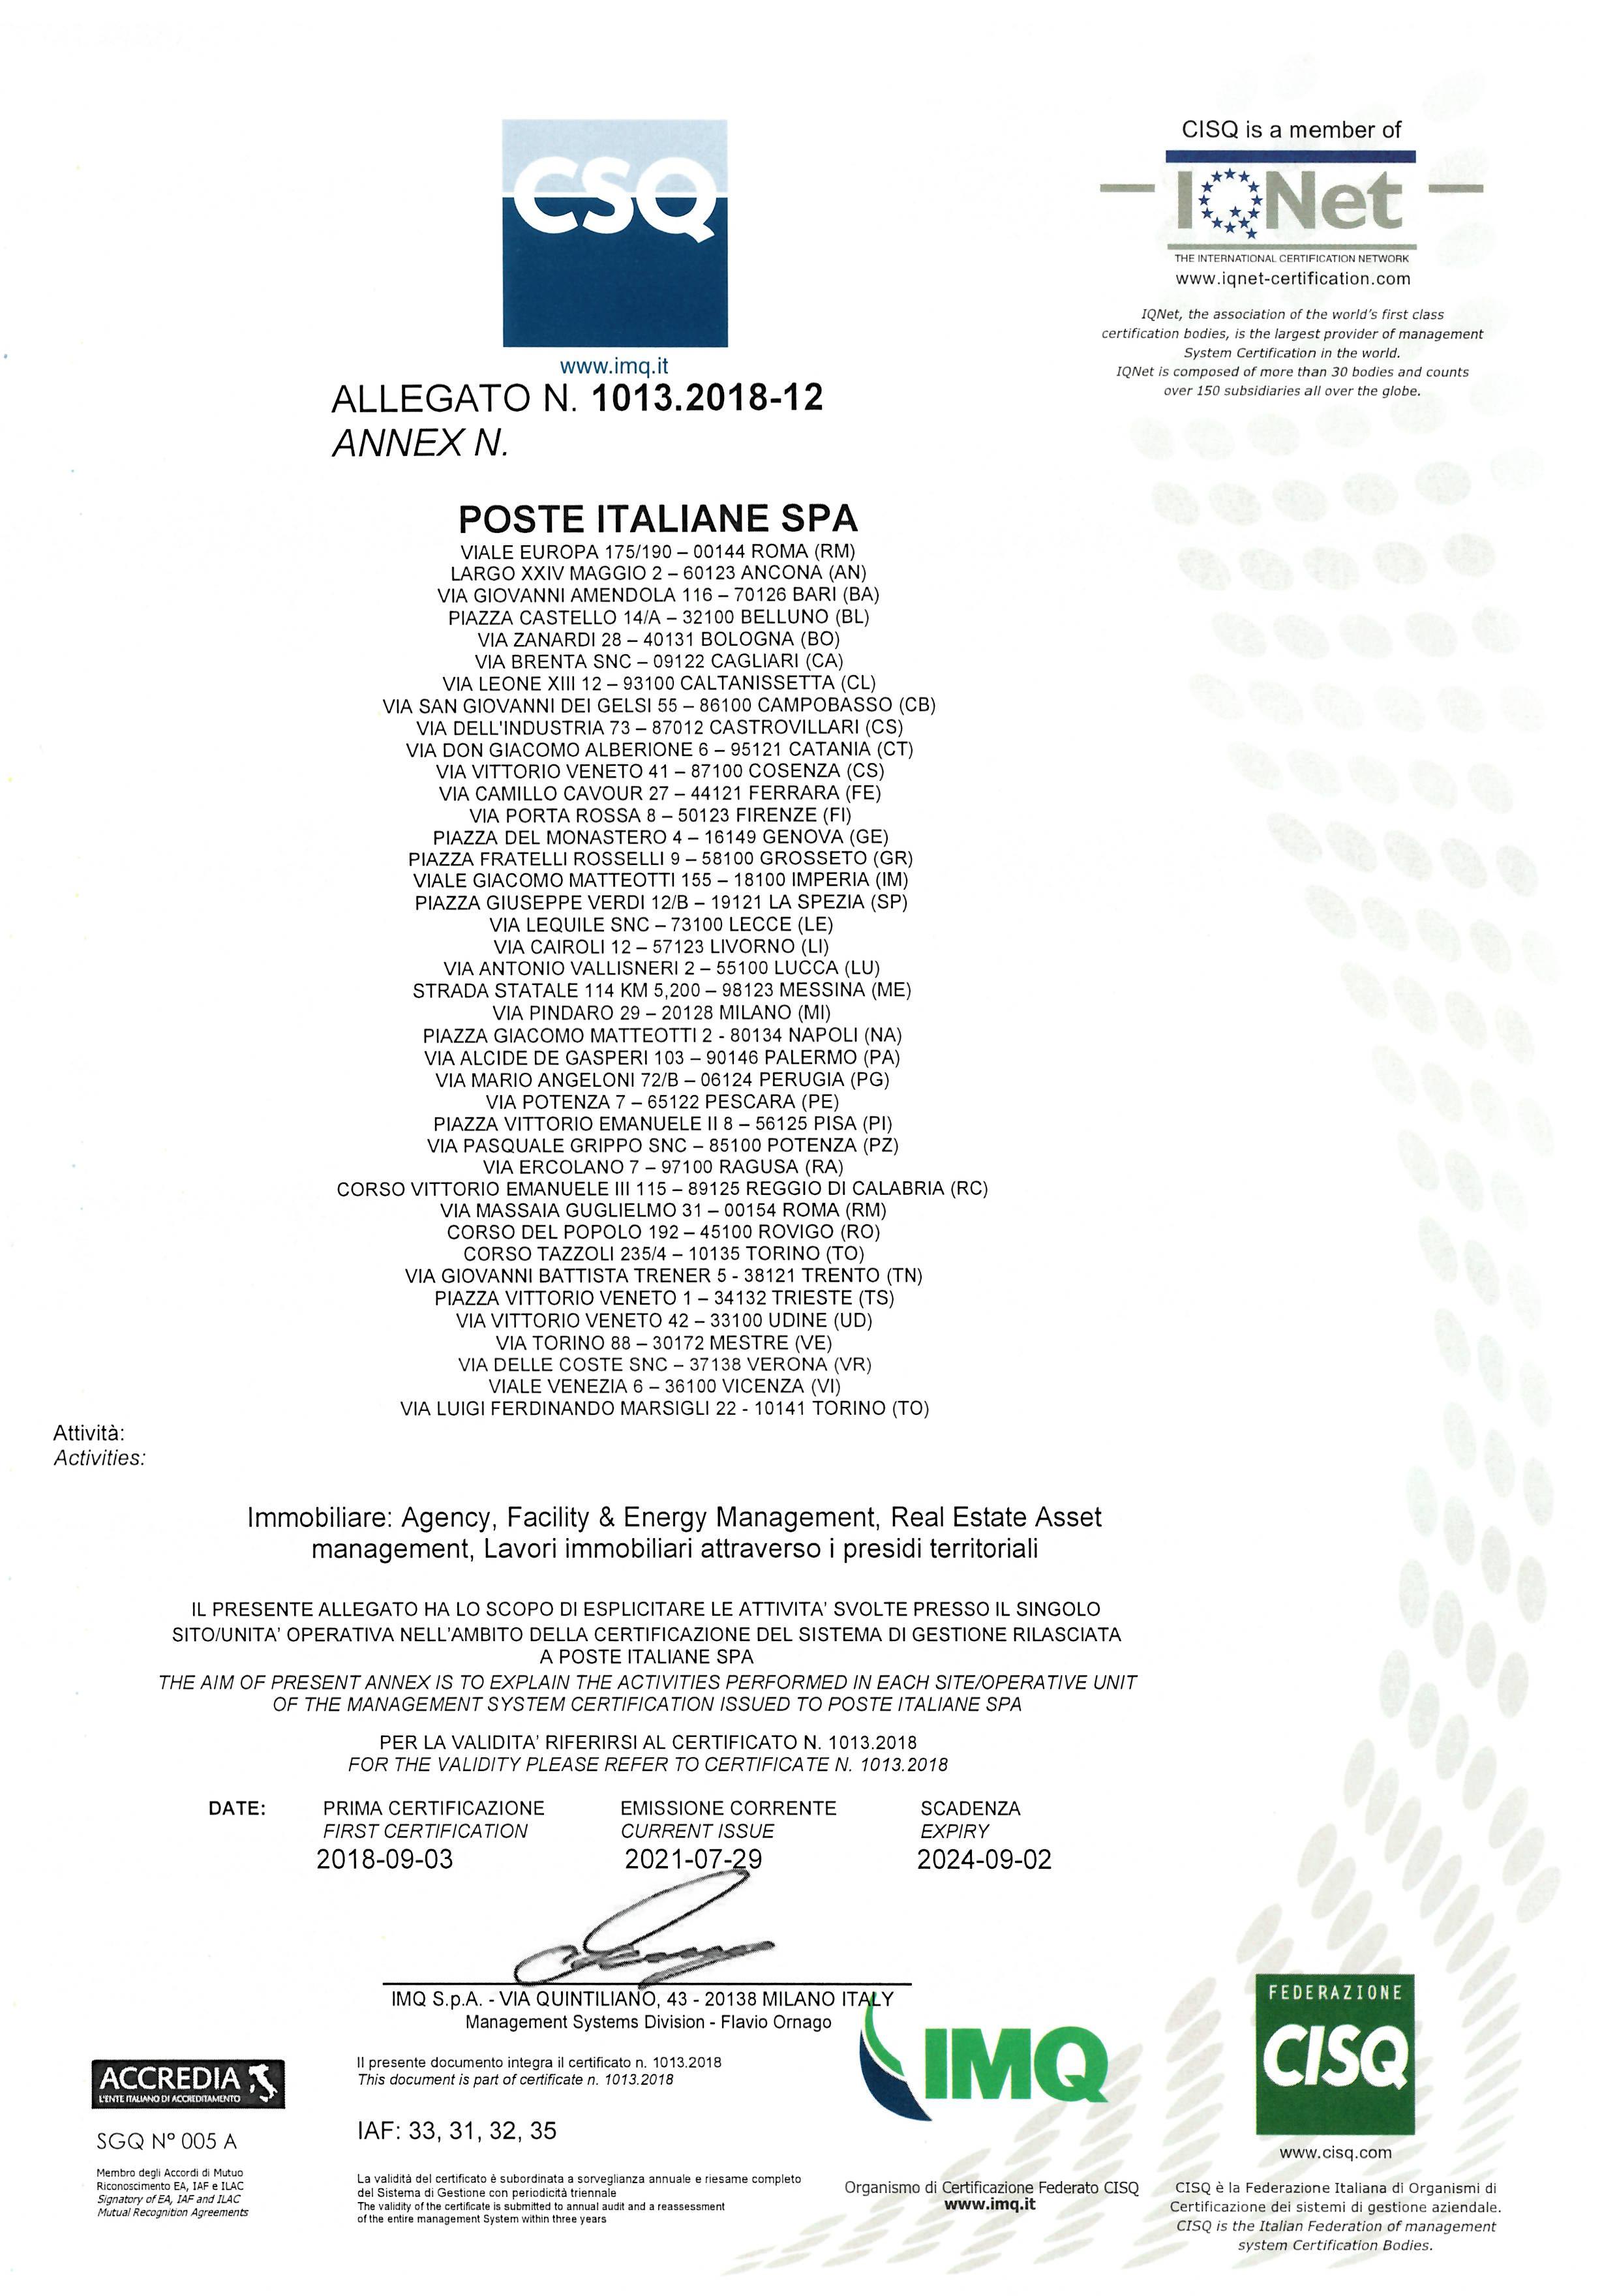 CSQ
www.imq.it
CISQ is a member of
IQNet
THE INTERNATIONAL CERTIFICATION NETWORK
www.iqnet-certification.com
IQNet, the association of the world's first class
certification bodies, is the largest provider of management
System Certification in the world.
IQNet is composed of more than 30 bodies and counts
over 150 subsidiaries all over the globe.
ALLEGATO N. 1013.2018-12
ANNEX N.
POSTE ITALIANE SPA
VIALE EUROPA 175/190 – 00144 ROMA (RM)
LARGO XXIV MAGGIO 2 – 60123 ANCONA (AN)
VIA GIOVANNI AMENDOLA 116 – 70126 BARI (BA)
PIAZZA CASTELLO 14/A – 32100 BELLUNO (BL)
VIA ZANARDI 28 – 40131 BOLOGNA (BO)
VIA BRENTA SNC – 09122 CAGLIARI (CA)
VIA LEONE XIII 12 – 93100 CALTANISSETTA (CL)
VIA SAN GIOVANNI DEI GELSI 55 – 86100 CAMPOBASSO (CB)
VIA DELL'INDUSTRIA 73 – 87012 CASTROVILLARI (CS)
VIA DON GIACOMO ALBERIONE 6 – 95121 CATANIA (CT)
VIA VITTORIO VENETO 41 – 87100 COSENZA (CS)
VIA CAMILLO CAVOUR 27 – 44121 FERRARA (FE)
VIA PORTA ROSSA 8 – 50123 FIRENZE (FI)
PIAZZA DEL MONASTERO 4 – 16149 GENOVA (GE)
PIAZZA FRATELLI ROSSELLI 9 – 58100 GROSSETO (GR)
VIALE GIACOMO MATTEOTTI 155 – 18100 IMPERIA (IM)
PIAZZA GIUSEPPE VERDI 12/B – 19121 LA SPEZIA (SP)
VIA LEQUILE SNC – 73100 LECCE (LE)
VIA CAIROLI 12 – 57123 LIVORNO (LI)
VIA ANTONIO VALLISNERI 2 – 55100 LUCCA (LU)
STRADA STATALE 114 KM 5,200 – 98123 MESSINA (ME)
VIA PINDARO 29 – 20128 MILANO (MI)
PIAZZA GIACOMO MATTEOTTI 2 - 80134 NAPOLI (NA)
VIA ALCIDE DE GASPERI 103 – 90146 PALERMO (PA)
VIA MARIO ANGELONI 72/B – 06124 PERUGIA (PG)
VIA POTENZA 7 – 65122 PESCARA (PE)
PIAZZA VITTORIO EMANUELE II 8 – 56125 PISA (PI)
VIA PASQUALE GRIPPO SNC – 85100 POTENZA (PZ)
VIA ERCOLANO 7 – 97100 RAGUSA (RA)
CORSO VITTORIO EMANUELE III 115 – 89125 REGGIO DI CALABRIA (RC)
VIA MASSAIA GUGLIELMO 31 – 00154 ROMA (RM)
CORSO DEL POPOLO 192 – 45100 ROVIGO (RO)
CORSO TAZZOLI 235/4 – 10135 TORINO (TO)
VIA GIOVANNI BATTISTA TRENER 5 - 38121 TRENTO (TN)
PIAZZA VITTORIO VENETO 1 – 34132 TRIESTE (TS)
VIA VITTORIO VENETO 42 – 33100 UDINE (UD)
VIA TORINO 88 – 30172 MESTRE (VE)
VIA DELLE COSTE SNC – 37138 VERONA (VR)
VIALE VENEZIA 6 – 36100 VICENZA (VI)
VIA LUIGI FERDINANDO MARSIGLI 22 - 10141 TORINO (TO)
Attività:
Activities:
Immobiliare: Agency, Facility & Energy Management, Real Estate Asset
management, Lavori immobiliari attraverso i presidi territoriali
IL PRESENTE ALLEGATO HA LO SCOPO DI ESPLICITARE LE ATTIVITA' SVOLTE PRESSO IL SINGOLO
SITO/UNITA' OPERATIVA NELL'AMBITO DELLA CERTIFICAZIONE DEL SISTEMA DI GESTIONE RILASCIATA
A POSTE ITALIANE SPA
THE AIM OF PRESENT ANNEX IS TO EXPLAIN THE ACTIVITIES PERFORMED IN EACH SITE/OPERATIVE UNIT
OF THE MANAGEMENT SYSTEM CERTIFICATION ISSUED TO POSTE ITALIANE SPA
PER LA VALIDITA' RIFERIRSI AL CERTIFICATO N. 1013.2018
FOR THE VALIDITY PLEASE REFER TO CERTIFICATE N. 1013.2018
DATE: PRIMA CERTIFICAZIONE EMISSIONE CORRENTE SCADENZA
FIRST CERTIFICATION CURRENT ISSUE EXPIRY
2018-09-03 2021-07-29 2024-09-02
IMQ S.p.A. - VIA QUINTILIANO, 43 - 20138 MILANO ITALY
Management Systems Division - Flavio Ornago
ACCREDIA
L'ENTE ITALIANO DI ACCREDITAMENTO
SGQ N° 005 A
Membro degli Accordi di Mutuo
Riconoscimento EA, IAF e ILAC
Signatory of EA, IAF and ILAC
Mutual Recognition Agreements
Il presente documento integra il certificato n. 1013.2018
This document is part of certificate n. 1013.2018
IAF: 33, 31, 32, 35
La validità del certificato è subordinata a sorveglianza annuale e riesame completo
del Sistema di Gestione con periodicità triennale
The validity of the certificate is submitted to annual audit and a reassessment
of the entire management System within three years
IMQ
Organismo di Certificazione Federato CISQ
www.imq.it
FEDERAZIONE
CISQ
www.cisq.com
CISQ è la Federazione Italiana di Organismi di
Certificazione dei sistemi di gestione aziendale.
CISQ is the Italian Federation of management
system Certification Bodies.